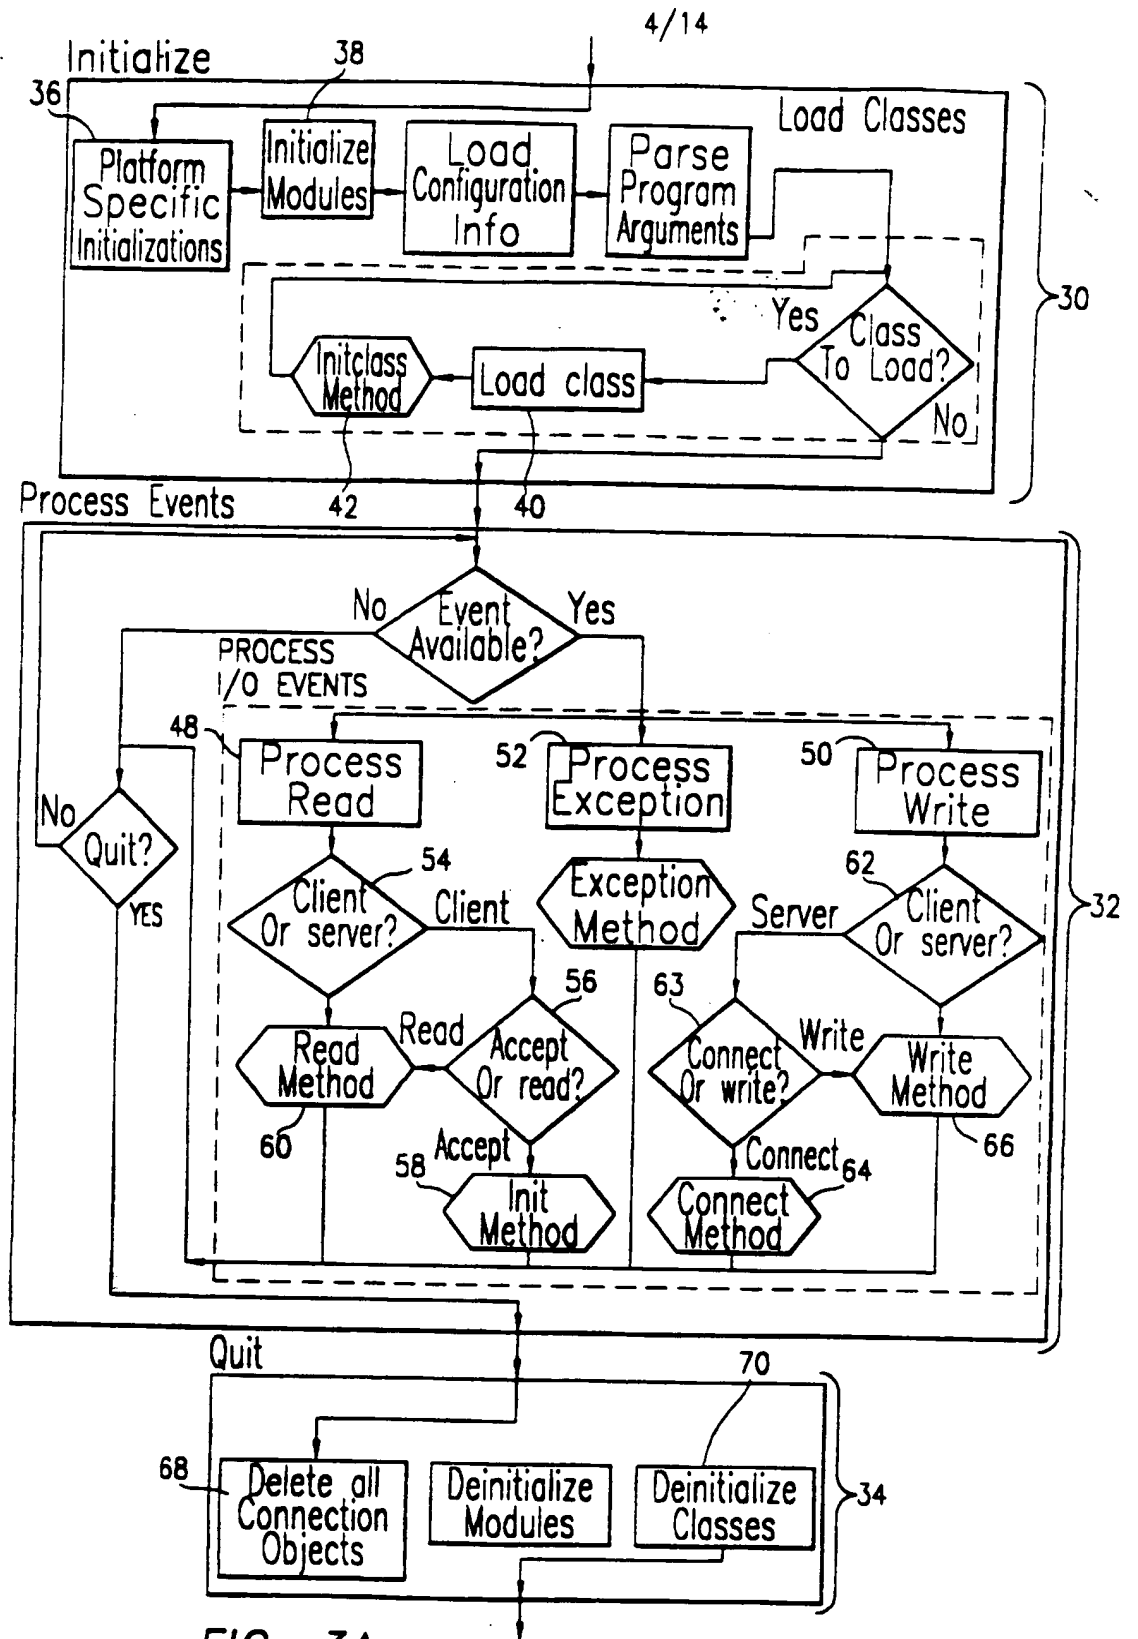 4/14
Initialize
38
36
Load Classes
Platform
Specific
Initializations
Initialize
Modules
Load
Configuration
Info
Parse
Program
Arguments
30
Yes
Class
To Load?
No
Initclass
Method
Load class
42
40
Process Events
No
Event
Available?
Yes
PROCESS
/O EVENTS
48
Process
Read
52
Process
Exception
50
Process
Write
No
Quit?
YES
54
Client
Or server?
Client
Exception
Method
62
Server
Client
Or server?
32
56
63
Read
Method
Read
Accept
Or read?
Connect
Or write?
Write
Write
Method
60
66
Accept
58
Init
Method
Connect
64
Connect
Method
Quit
70
68
Delete all
Connection
Objects
Deinitialize
Modules
Deinitialize
Classes
34
FIG. 3A